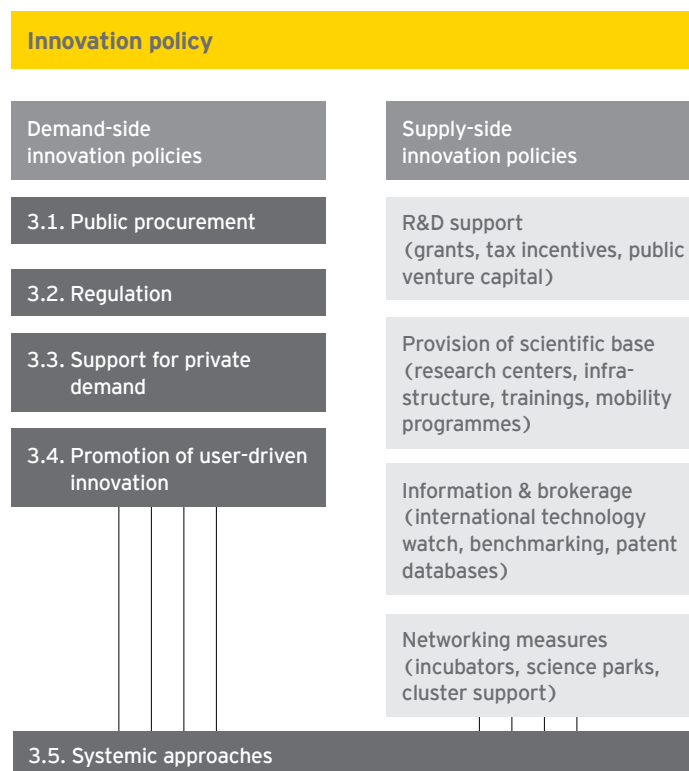 Innovation policy
Demand-side
innovation policies
3.1. Public procurement
3.2. Regulation
3.3. Support for private
demand
3.4. Promotion of user-driven
innovation
Supply-side
innovation policies
R&D support
(grants, tax incentives, public
venture capital)
Provision of scientific base
(research centers, infra-
structure, trainings, mobility
programmes)
Information & brokerage
(international technology
watch, benchmarking, patent
databases)
Networking measures
(incubators, science parks,
cluster support)
3.5. Systemic approaches